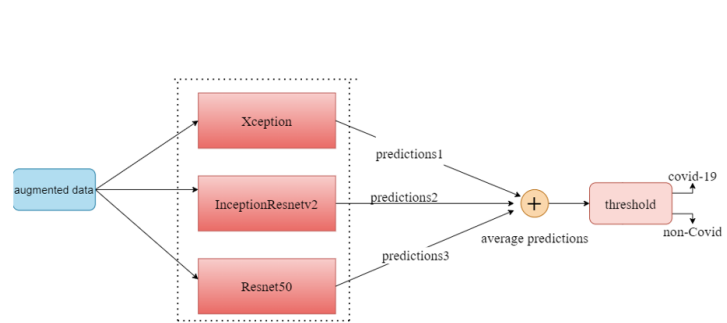 augmented data
Xception
InceptionResnetv2
Resnet50
predictions1
predictions2
predictions3
+
average predictions
threshold
covid-19
non-Covid